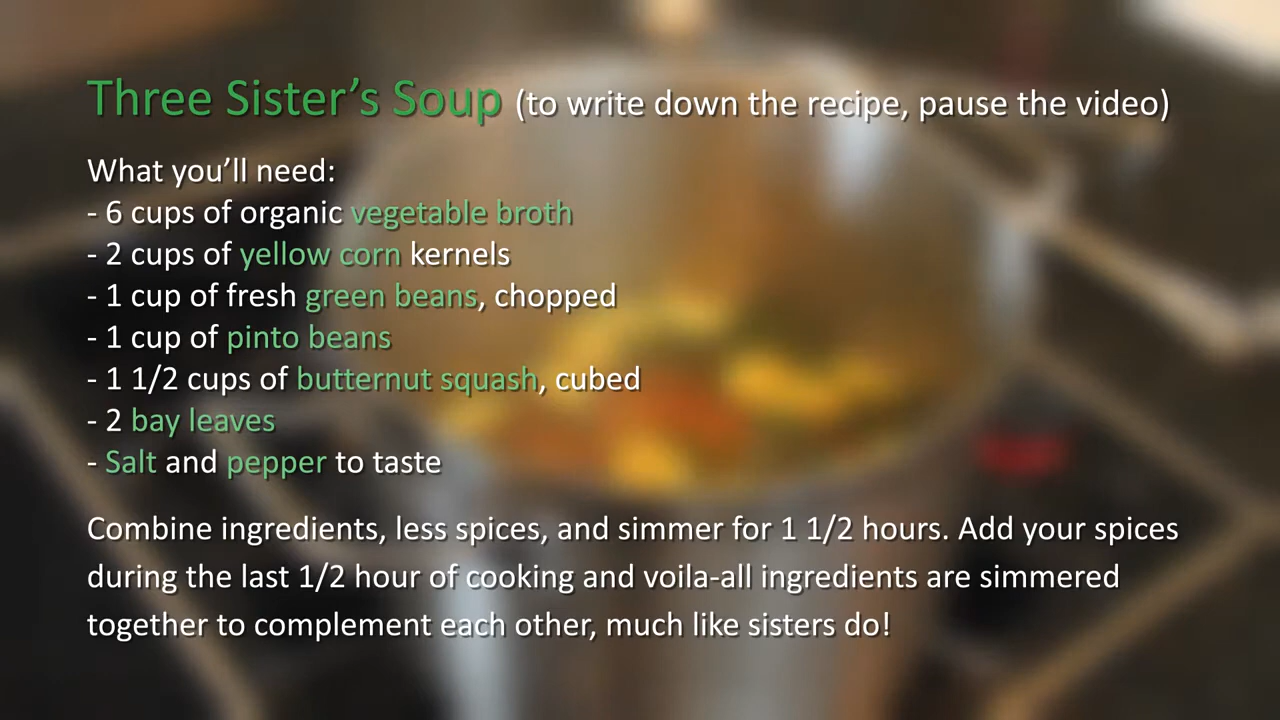 Three Sister’s Soup (to write down the recipe, pause the video)
What you’ll need:
- 6 cups of organic vegetable broth
- 2 cups of yellow corn kernels
- 1 cup of fresh green beans, chopped
- 1 cup of pinto beans
- 1 1/2 cups of butternut squash, cubed
- 2 bay leaves
- Salt and pepper to taste
Combine ingredients, less spices, and simmer for 1 1/2 hours. Add your spices
during the last 1/2 hour of cooking and voila-all ingredients are simmered
together to complement each other, much like sisters do!